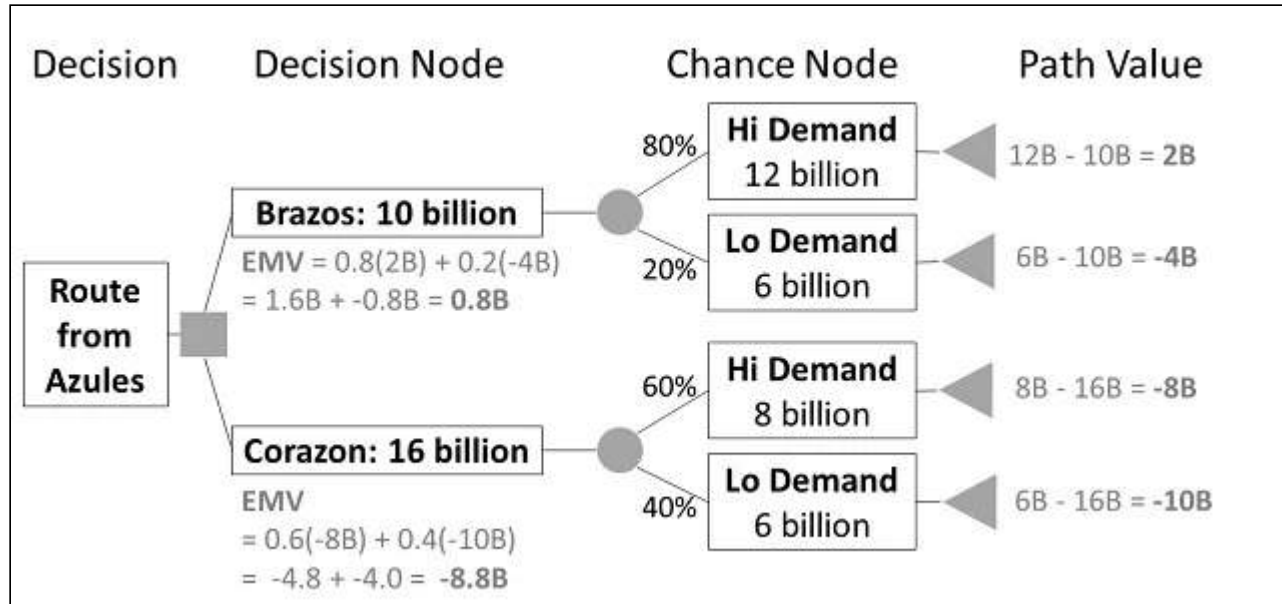 Decision Decision Node Chance Node Path Value
Route
from
Azules
Brazos: 10 billion
EMV = 0.8(2B) + 0.2(-4B)
= 1.6B + -0.8B = 0.8B
80%
Hi Demand
12 billion
12B - 10B = 2B
20%
Lo Demand
6 billion
6B - 10B = -4B
Corazon: 16 billion
EMV
= 0.6(-8B) + 0.4(-10B)
= -4.8 + -4.0 = -8.8B
60%
Hi Demand
8 billion
8B - 16B = -8B
40%
Lo Demand
6 billion
6B - 16B = -10B